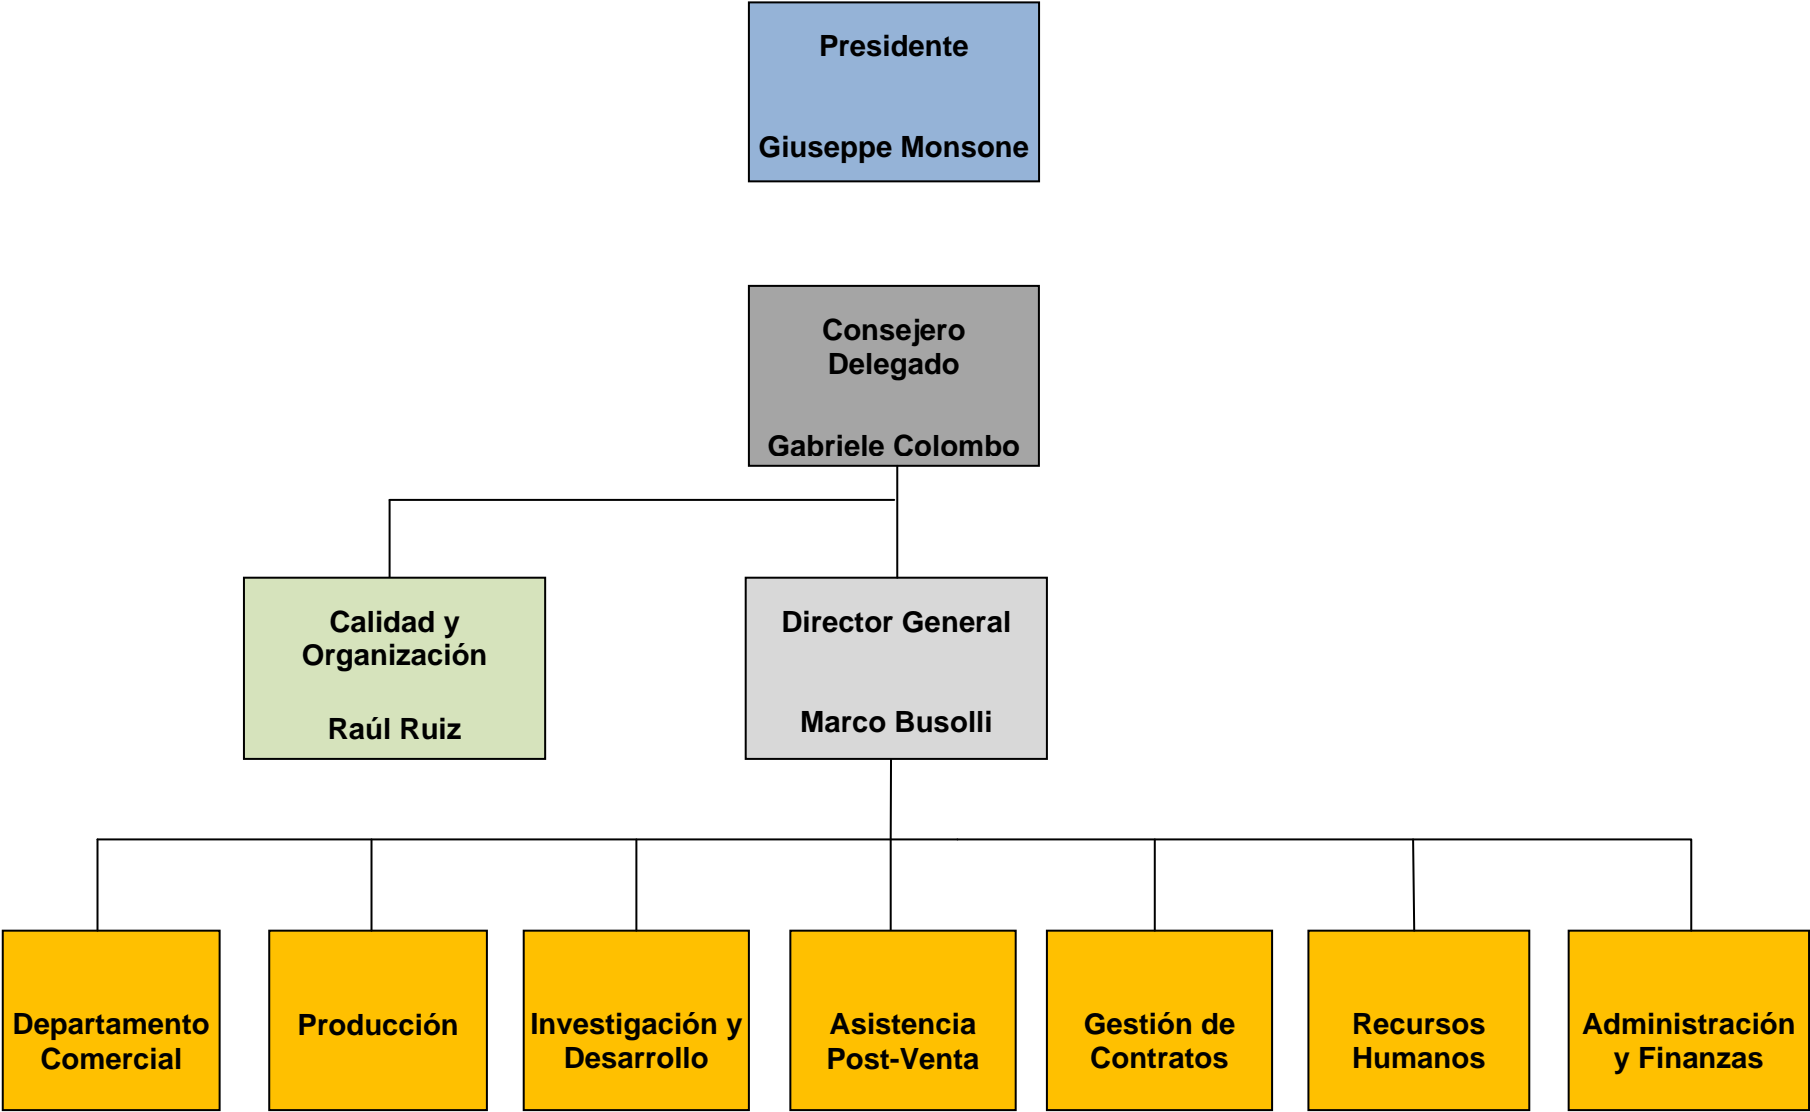 Presidente
Giuseppe Monsone
Consejero
Delegado
Gabriele Colombo
Calidad y
Organización
Raúl Ruiz
Director General
Marco Busolli
Departamento
Comercial
Producción
Investigación y
Desarrollo
Asistencia
Post-Venta
Gestión de
Contratos
Recursos
Humanos
Administración
y Finanzas